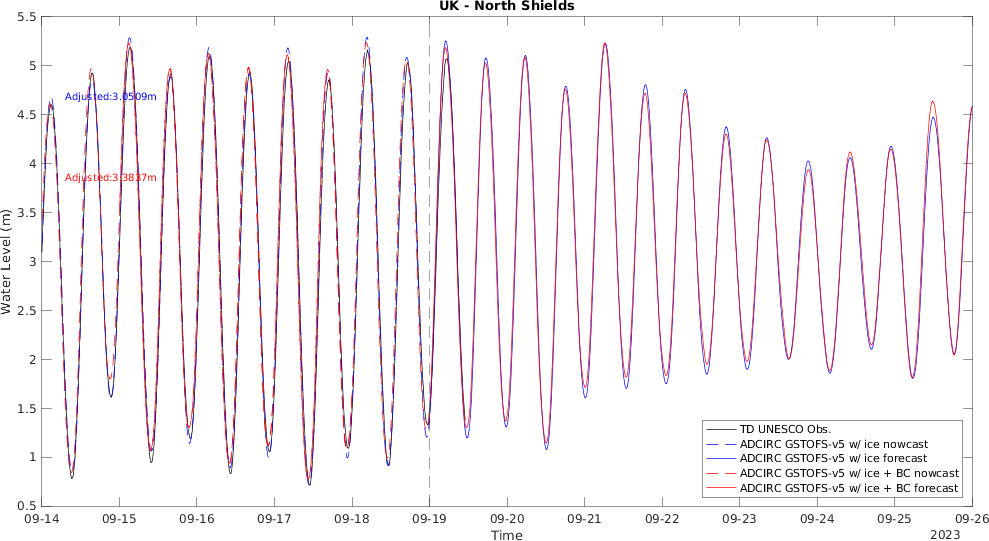 UK - North Shields
5.5
5
4.5
4
3.5
3
2.5
2
1.5
1
0.5
Water Level (m)
Adjusted:3.0509m
Adjusted:3.3837m
TD UNESCO Obs.
ADCIRC GSTOFS-v5 w/ ice nowcast
ADCIRC GSTOFS-v5 w/ ice forecast
ADCIRC GSTOFS-v5 w/ ice + BC nowcast
ADCIRC GSTOFS-v5 w/ ice + BC forecast
09-14 09-15 09-16 09-17 09-18 09-19 09-20 09-21 09-22 09-23 09-24 09-25 09-26
Time
2023